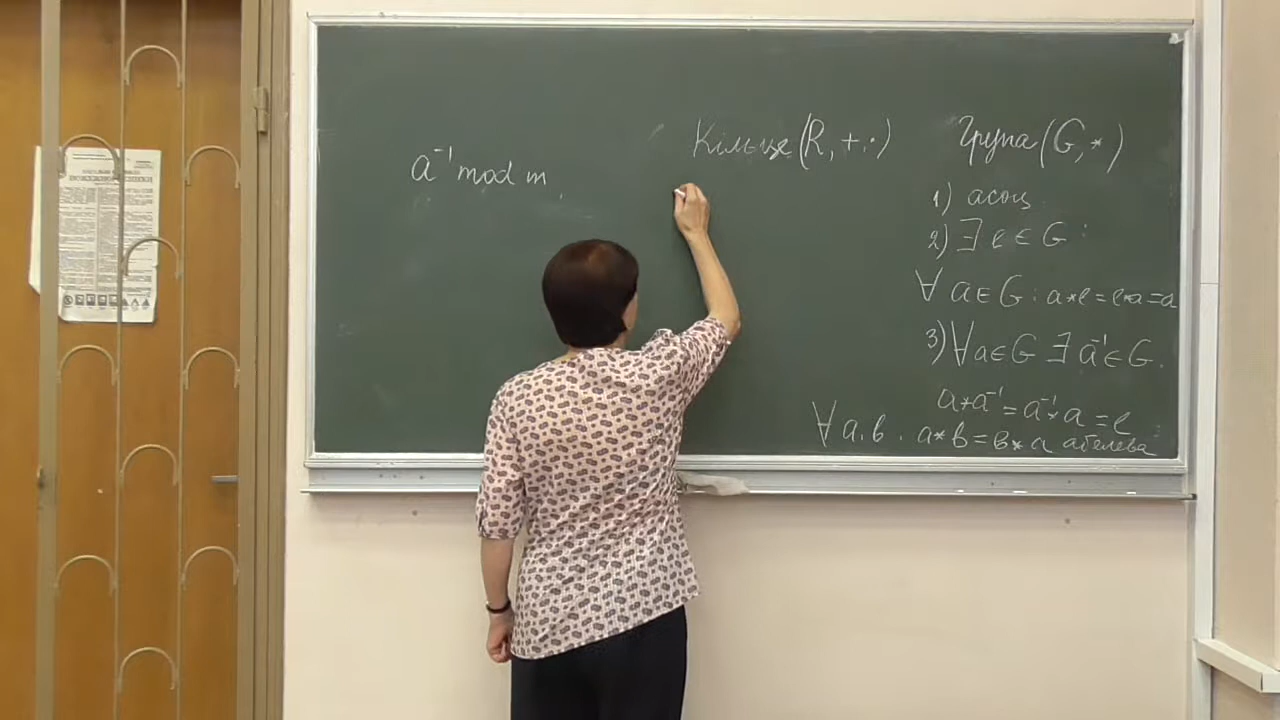 a⁻¹ mod m
Кільце (R, +, ·)
Група (G, *)
1) асоц.
2) ∃ e ∈ G :
∀ a ∈ G : a * e = e * a = a
3) ∀ a ∈ G ∃ a⁻¹ ∈ G.
a * a⁻¹ = a⁻¹ * a = e
∀ a, b . a * b = b * a абелева